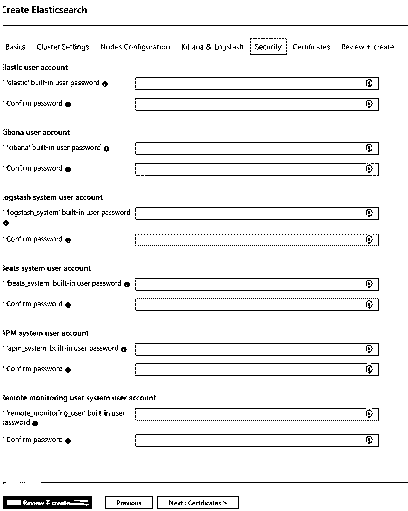 Create Elasticsearch
Basics Cluster Settings Nodes Configuration Kibana & Logstash Security Certificates Review + create
Elastic user account
* 'elastic' built-in user password
* Confirm password
Kibana user account
* 'kibana' built-in user password
* Confirm password
Logstash system user account
* 'logstash_system' built-in user password
* Confirm password
Beats system user account
* 'beats_system' built-in user password
* Confirm password
APM system user account
* 'apm_system' built-in user password
* Confirm password
Remote monitoring user system user account
* 'remote_monitoring_user' built-in user
password
* Confirm password
Review + create Previous Next : Certificates >